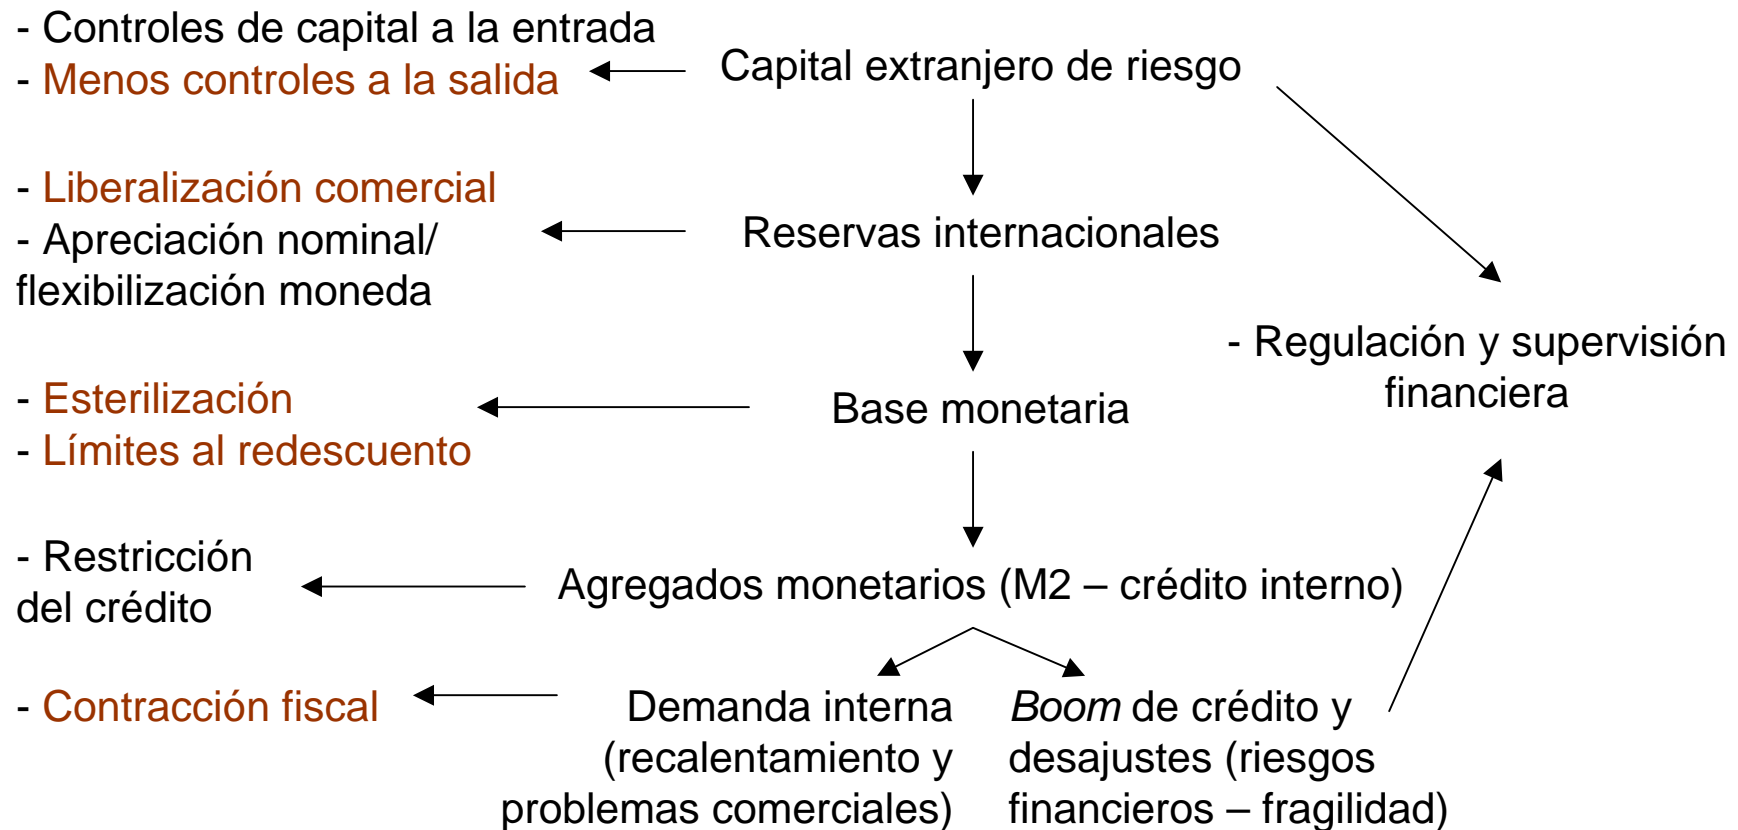 - Controles de capital a la entrada
- Menos controles a la salida
Capital extranjero de riesgo
- Liberalización comercial
- Apreciación nominal/
flexibilización moneda
Reservas internacionales
- Regulación y supervisión
financiera
- Esterilización
- Límites al redescuento
Base monetaria
- Restricción
del crédito
Agregados monetarios (M2 – crédito interno)
- Contracción fiscal
Demanda interna
(recalentamiento y
problemas comerciales)
Boom de crédito y
desajustes (riesgos
financieros – fragilidad)